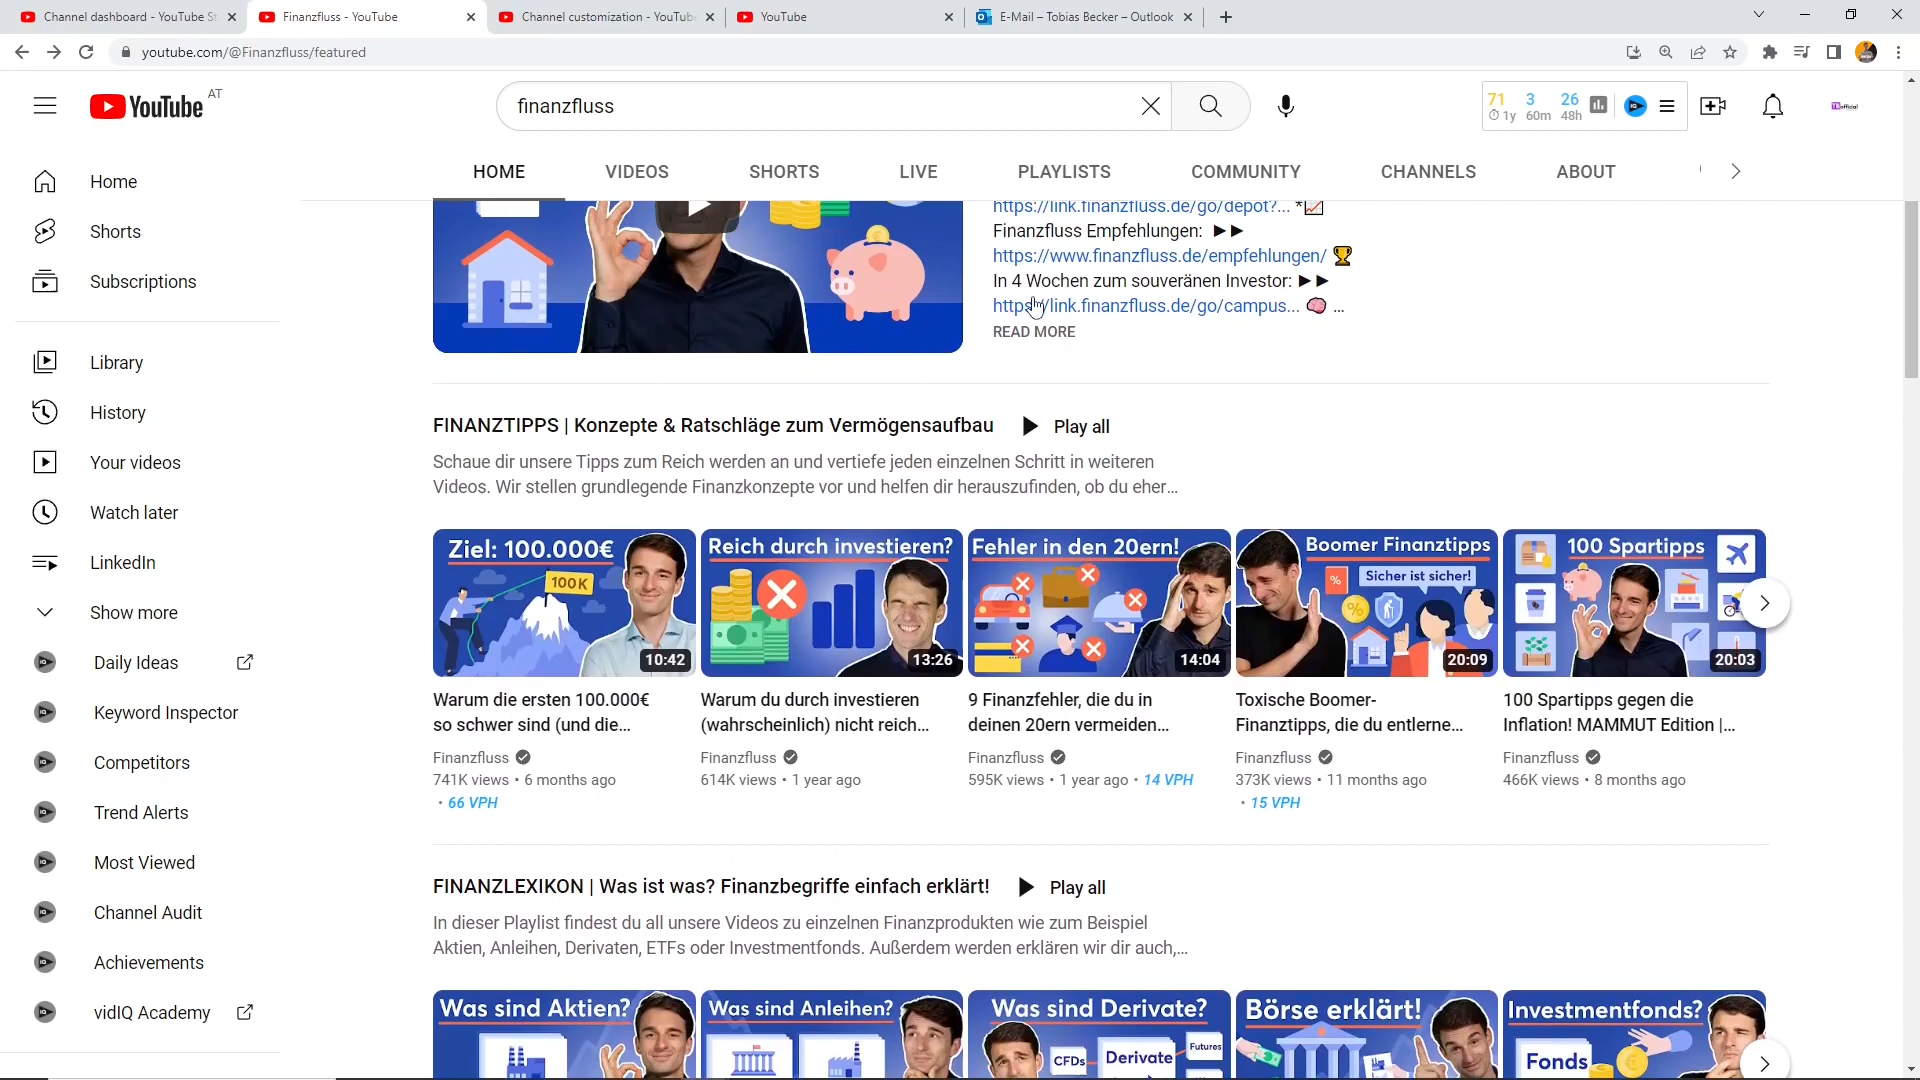 Channel dashboard - YouTube St
Finanzfluss - YouTube
Channel customization - YouTub
YouTube
E-Mail – Tobias Becker – Outlook
youtube.com/@Finanzfluss/featured
YouTube AT
finanzfluss
71 3 26
1y 60m 48h
HOME VIDEOS SHORTS LIVE PLAYLISTS COMMUNITY CHANNELS ABOUT
Home
Shorts
Subscriptions
Library
History
Your videos
Watch later
LinkedIn
Show more
Daily Ideas
Keyword Inspector
Competitors
Trend Alerts
Most Viewed
Channel Audit
Achievements
vidIQ Academy
https://link.finanzfluss.de/go/depot?... *📈
Finanzfluss Empfehlungen: ►►
https://www.finanzfluss.de/empfehlungen/ 🏆
In 4 Wochen zum souveränen Investor: ►►
https://link.finanzfluss.de/go/campus... 🧠 ...
READ MORE
FINANZTIPPS | Konzepte & Ratschläge zum Vermögensaufbau
Play all
Schaue dir unsere Tipps zum Reich werden an und vertiefe jeden einzelnen Schritt in weiteren
Videos. Wir stellen grundlegende Finanzkonzepte vor und helfen dir herauszufinden, ob du eher...
Ziel: 100.000€
100K
10:42
Warum die ersten 100.000€
so schwer sind (und die...
Finanzfluss
741K views • 6 months ago
• 66 VPH
Reich durch investieren?
13:26
Warum du durch investieren
(wahrscheinlich) nicht reich...
Finanzfluss
614K views • 1 year ago
Fehler in den 20ern!
14:04
9 Finanzfehler, die du in
deinen 20ern vermeiden...
Finanzfluss
595K views • 1 year ago • 14 VPH
Boomer Finanztipps
Sicher ist sicher!
%
%
20:09
Toxische Boomer-
Finanztipps, die du entlerne...
Finanzfluss
373K views • 11 months ago
• 15 VPH
100 Spartipps
20:03
100 Spartipps gegen die
Inflation! MAMMUT Edition |...
Finanzfluss
466K views • 8 months ago
FINANZLEXIKON | Was ist was? Finanzbegriffe einfach erklärt!
Play all
In dieser Playlist findest du all unsere Videos zu einzelnen Finanzprodukten wie zum Beispiel
Aktien, Anleihen, Derivaten, ETFs oder Investmentfonds. Außerdem werden erklären wir dir auch,...
Was sind Aktien?
Was sind Anleihen?
Was sind Derivate?
CFDs
Derivate
Futures
Börse erklärt!
Investmentfonds?
Fonds